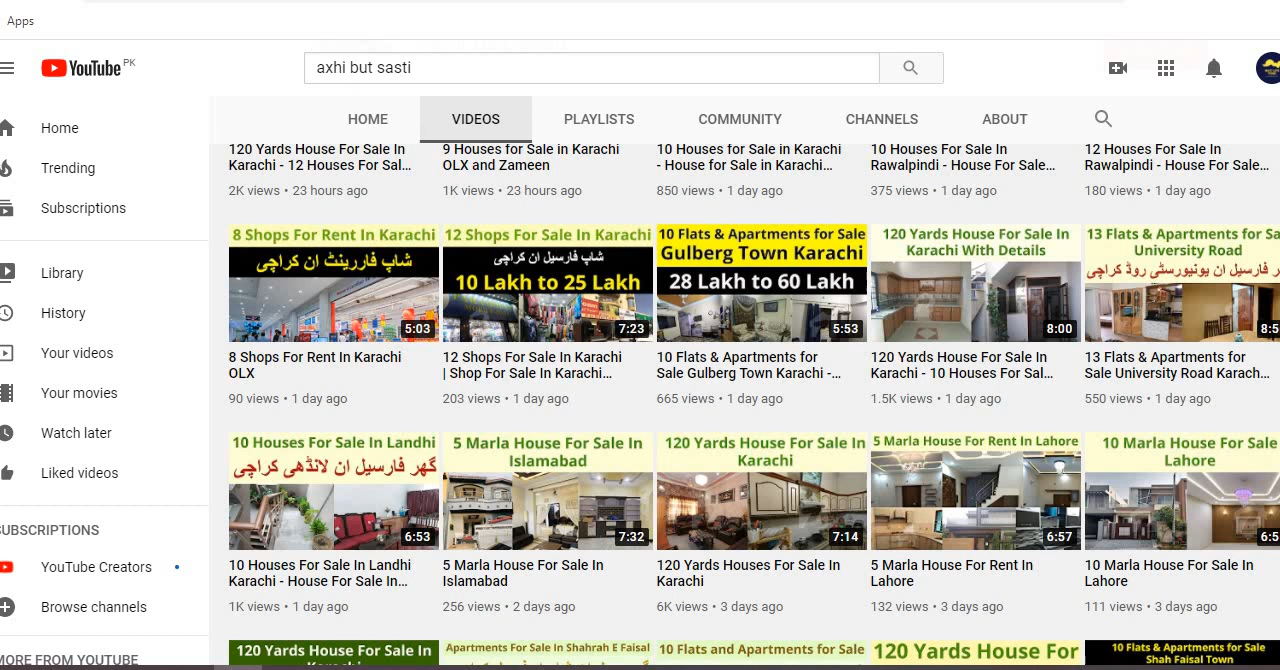 Apps
YouTube PK
axhi but sasti
HOME VIDEOS PLAYLISTS COMMUNITY CHANNELS ABOUT
Home
Trending
Subscriptions
Library
History
Your videos
Your movies
Watch later
Liked videos
SUBSCRIPTIONS
YouTube Creators
Browse channels
MORE FROM YOUTUBE
120 Yards House For Sale In
Karachi - 12 Houses For Sal...
2K views • 23 hours ago
9 Houses for Sale in Karachi
OLX and Zameen
1K views • 23 hours ago
10 Houses for Sale in Karachi
- House for Sale in Karachi...
850 views • 1 day ago
10 Houses For Sale In
Rawalpindi - House For Sale...
375 views • 1 day ago
12 Houses For Sale In
Rawalpindi - House For Sale...
180 views • 1 day ago
8 Shops For Rent In Karachi
شاپ فاررینٹ ان کراچی
5:03
8 Shops For Rent In Karachi
OLX
90 views • 1 day ago
12 Shops For Sale In Karachi
شاپ فارسیل ان کراچی
10 Lakh to 25 Lakh
7:23
12 Shops For Sale In Karachi
| Shop For Sale In Karachi...
203 views • 1 day ago
10 Flats & Apartments for Sale
Gulberg Town Karachi
28 Lakh to 60 Lakh
5:53
10 Flats & Apartments for
Sale Gulberg Town Karachi -...
665 views • 1 day ago
120 Yards House For Sale In
Karachi With Details
8:00
120 Yards House For Sale In
Karachi - 10 Houses For Sal...
1.5K views • 1 day ago
13 Flats & Apartments for Sa
University Road
ر فارسیل ان یونیورسٹی روڈ کراچی
8:5
13 Flats & Apartments for
Sale University Road Karach...
550 views • 1 day ago
10 Houses For Sale In Landhi
گھر فارسیل ان لانڈھی کراچی
6:53
10 Houses For Sale In Landhi
Karachi - House For Sale In...
1K views • 1 day ago
5 Marla House For Sale In
Islamabad
7:32
5 Marla House For Sale In
Islamabad
256 views • 2 days ago
120 Yards House For Sale In
Karachi
7:14
120 Yards Houses For Sale In
Karachi
6K views • 3 days ago
5 Marla House For Rent In Lahore
6:57
5 Marla House For Rent In
Lahore
132 views • 3 days ago
10 Marla House For Sale
Lahore
6:5
10 Marla House For Sale In
Lahore
111 views • 3 days ago
120 Yards House For Sale In
Karachi
Apartments For Sale In Shahrah E Faisal
10 Flats and Apartments for Sale
120 Yards House For
10 Flats & Apartments for Sale
Shah Faisal Town